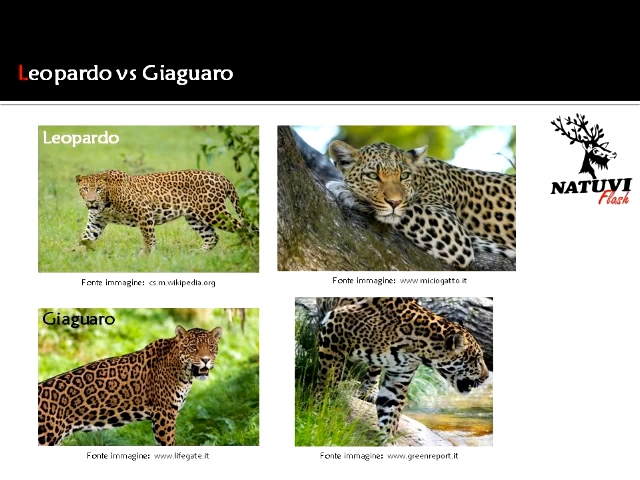 Leopardo vs Giaguaro
Leopardo
NATUVI
Flash
Fonte immagine: cs.m.wikipedia.org
Fonte immagine: www.miciogatto.it
Giaguaro
Fonte immagine: www.lifegate.it
Fonte immagine: www.greenreport.it